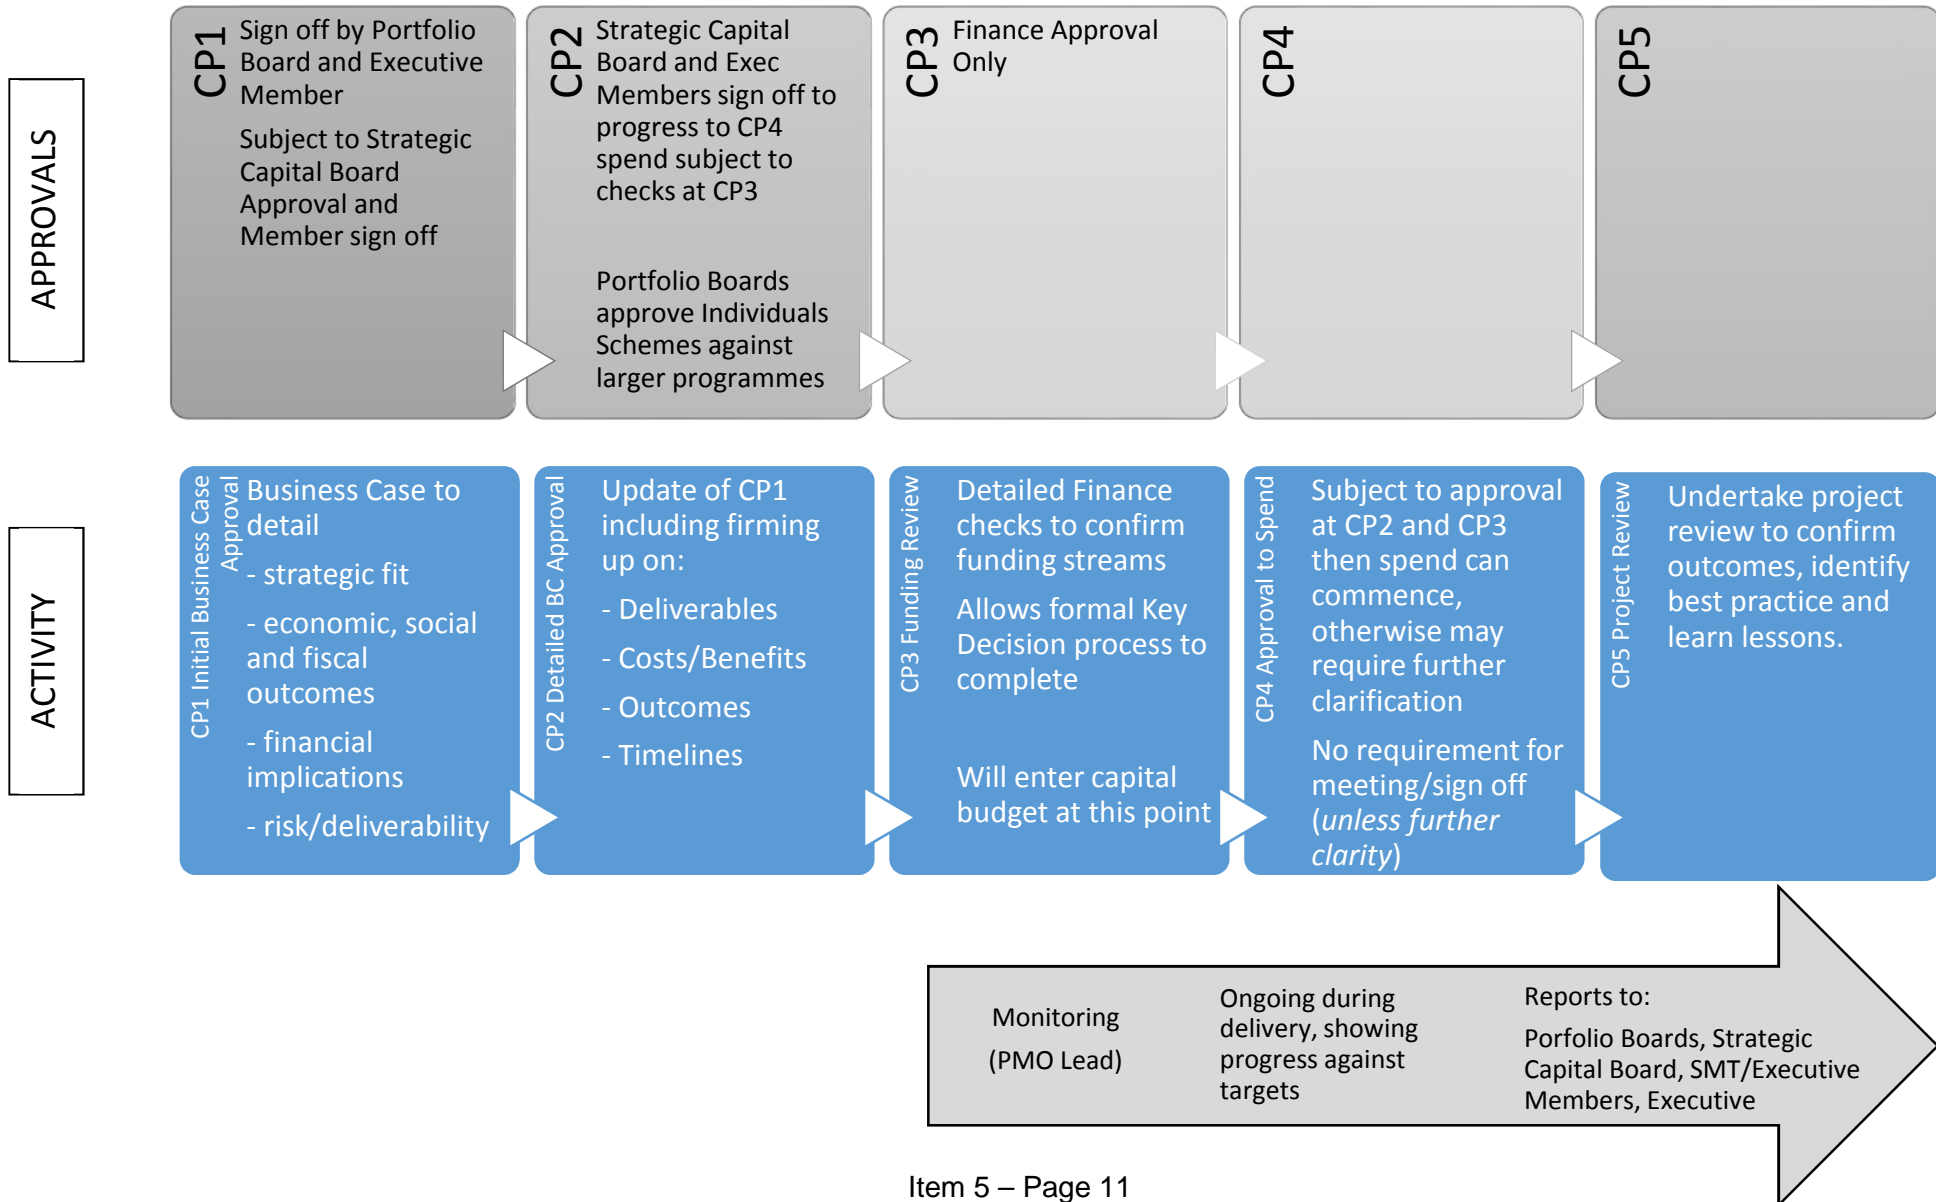 APPROVALS
CP1
Sign off by Portfolio
Board and Executive
Member
Subject to Strategic
Capital Board
Approval and
Member sign off
CP2
Strategic Capital
Board and Exec
Members sign off to
progress to CP4
spend subject to
checks at CP3
Portfolio Boards
approve Individuals
Schemes against
larger programmes
CP3
Finance Approval
Only
CP4
CP5
ACTIVITY
CP1 Initial Business Case
Approval
Business Case to
detail
- strategic fit
- economic, social
and fiscal
outcomes
- financial
implications
- risk/deliverability
CP2 Detailed BC Approval
Update of CP1
including firming
up on:
- Deliverables
- Costs/Benefits
- Outcomes
- Timelines
CP3 Funding Review
Detailed Finance
checks to confirm
funding streams
Allows formal Key
Decision process to
complete
Will enter capital
budget at this point
CP4 Approval to Spend
Subject to approval
at CP2 and CP3
then spend can
commence,
otherwise may
require further
clarification
No requirement for
meeting/sign off
(unless further
clarity)
CP5 Project Review
Undertake project
review to confirm
outcomes, identify
best practice and
learn lessons.
Monitoring
(PMO Lead)
Ongoing during
delivery, showing
progress against
targets
Reports to:
Porfolio Boards, Strategic
Capital Board, SMT/Executive
Members, Executive
Item 5 – Page 11